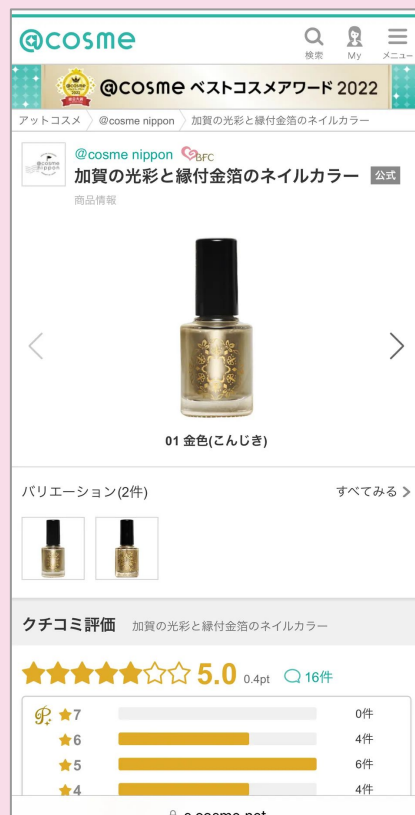 @cosme
検索 My メニュー
@cosme ベストコスメアワード 2022
アットコスメ 〉 @cosme nippon 〉 加賀の光彩と縁付金箔のネイルカラー
@cosme nippon BFC
加賀の光彩と縁付金箔のネイルカラー 公式
商品情報
01 金色(こんじき)
バリエーション(2件) すべてみる
クチコミ評価 加賀の光彩と縁付金箔のネイルカラー
5.0 0.4pt 16件
★7 0件
★6 4件
★5 6件
★4 4件